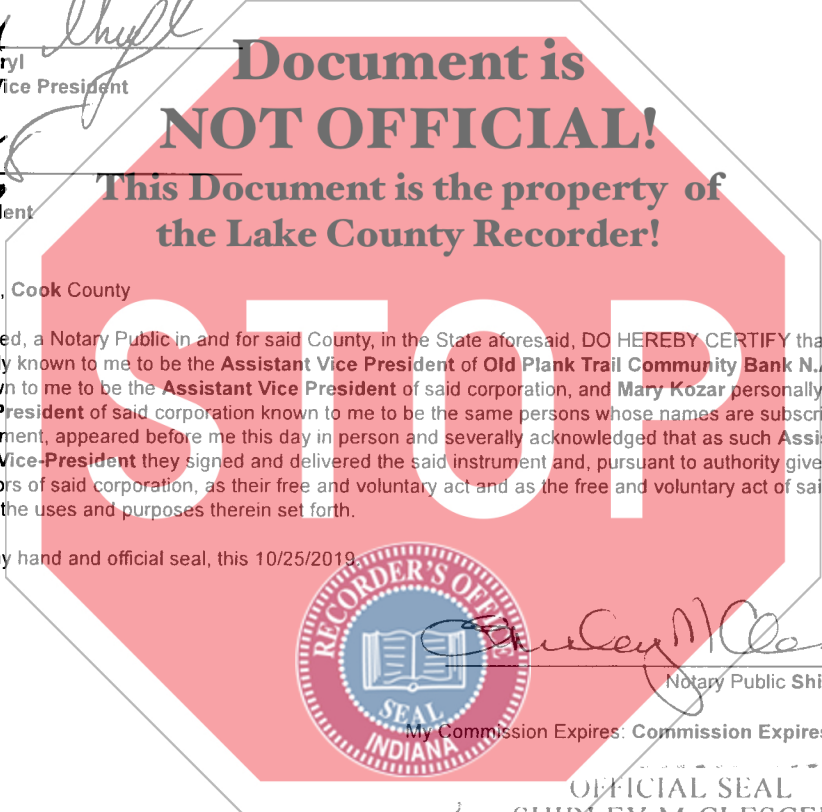 ryl
Vice President
Document is
NOT OFFICIAL!
This Document is the property of
the Lake County Recorder!
ent
, Cook County
STOP
ed, a Notary Public in and for said County, in the State aforesaid, DO HEREBY CERTIFY tha
y known to me to be the Assistant Vice President of Old Plank Trail Community Bank N.A
n to me to be the Assistant Vice President of said corporation, and Mary Kozar personally
President of said corporation known to me to be the same persons whose names are subscri
ment, appeared before me this day in person and severally acknowledged that as such Assis
Vice-President they signed and delivered the said instrument and, pursuant to authority give
ors of said corporation, as their free and voluntary act and as the free and voluntary act of sai
the uses and purposes therein set forth.
y hand and official seal, this 10/25/2019.
RECORDER'S OFFICE
SEAL
INDIANA
Notary Public Shi
My Commission Expires: Commission Expires
OFFICIAL SEAL